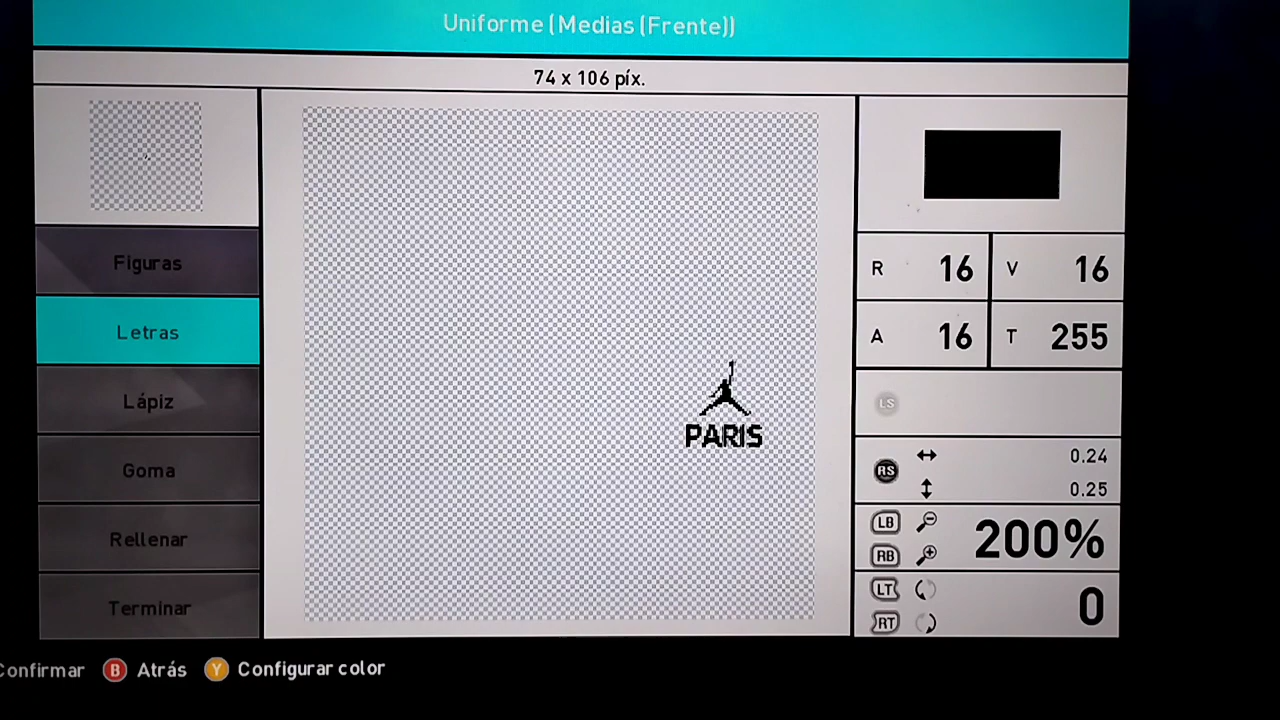 Uniforme (Medias (Frente))
74 x 106 píx.
Figuras
Letras
Lápiz
Goma
Rellenar
Terminar
PARIS
R 16 V 16
A 16 T 255
LS
RS 0.24
0.25
LB
RB
200%
LT
RT
0
Confirmar B Atrás Y Configurar color